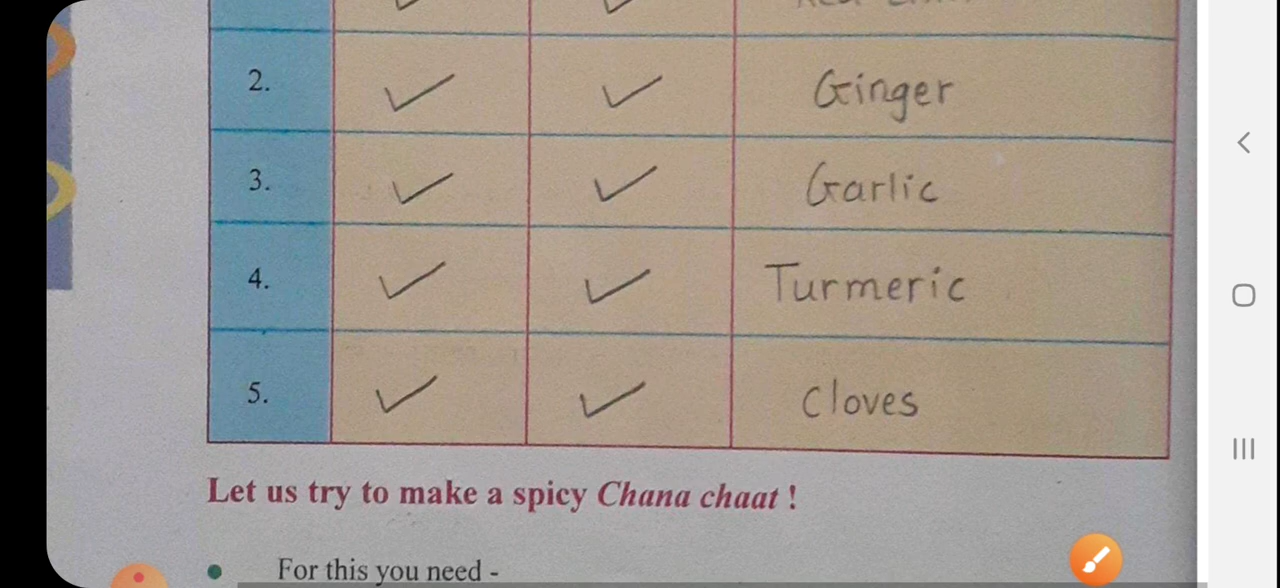 2. Ginger
3. Garlic
4. Turmeric
5. Cloves
Let us try to make a spicy Chana chaat !
For this you need -